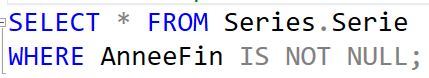 SELECT * FROM Series.Serie
WHERE AnneeFin IS NOT NULL;